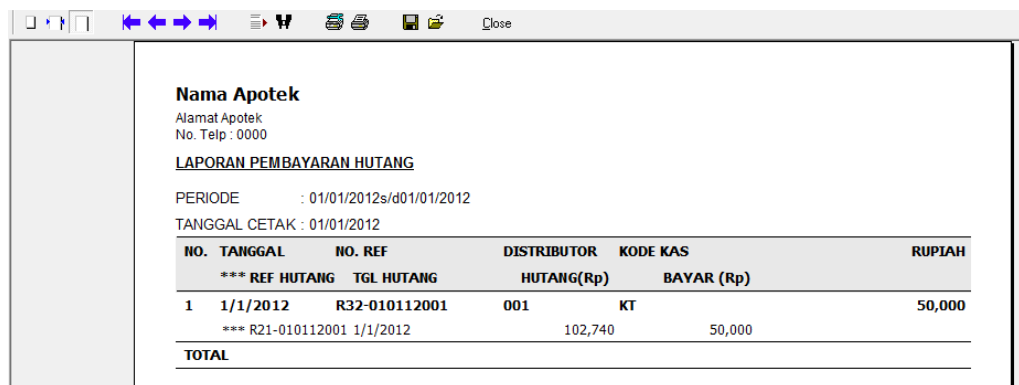 Close
Nama Apotek
Alamat Apotek
No. Telp : 0000
LAPORAN PEMBAYARAN HUTANG
PERIODE : 01/01/2012s/d01/01/2012
TANGGAL CETAK : 01/01/2012
NO. TANGGAL NO. REF DISTRIBUTOR KODE KAS RUPIAH
*** REF HUTANG TGL HUTANG HUTANG(Rp) BAYAR (Rp)
1 1/1/2012 R32-010112001 001 KT 50,000
*** R21-010112001 1/1/2012 102,740 50,000
TOTAL